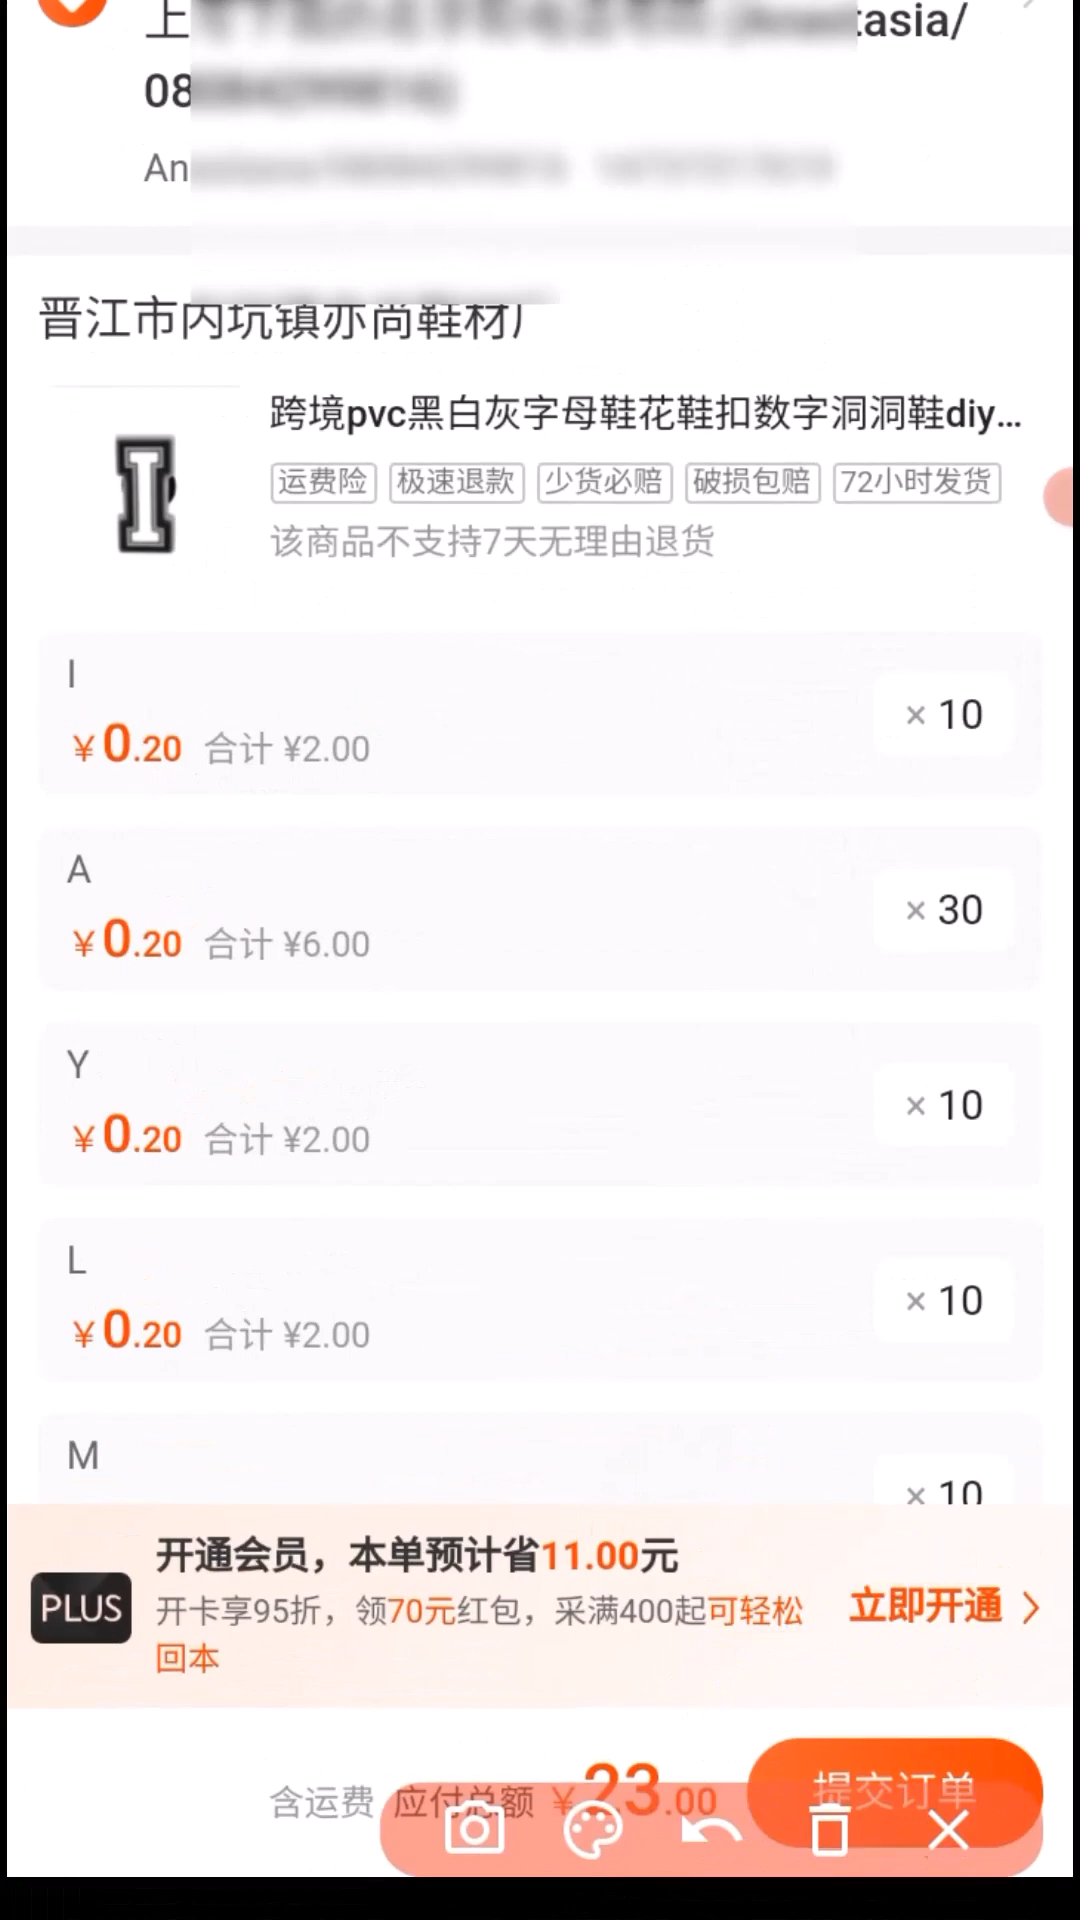 上
tasia/
08
An
晋江市内坑镇亦尚鞋材厂
跨境pvc黑白灰字母鞋花鞋扣数字洞洞鞋diy...
运费险 极速退款 少货必赔 破损包赔 72小时发货
该商品不支持7天无理由退货
I
¥0.20 合计 ¥2.00
× 10
A
¥0.20 合计 ¥6.00
× 30
Y
¥0.20 合计 ¥2.00
× 10
L
¥0.20 合计 ¥2.00
× 10
M
× 10
PLUS
开通会员，本单预计省11.00元
开卡享95折，领70元红包，采满400起可轻松
回本
立即开通
含运费 应付总额 ¥23.00
提交订单